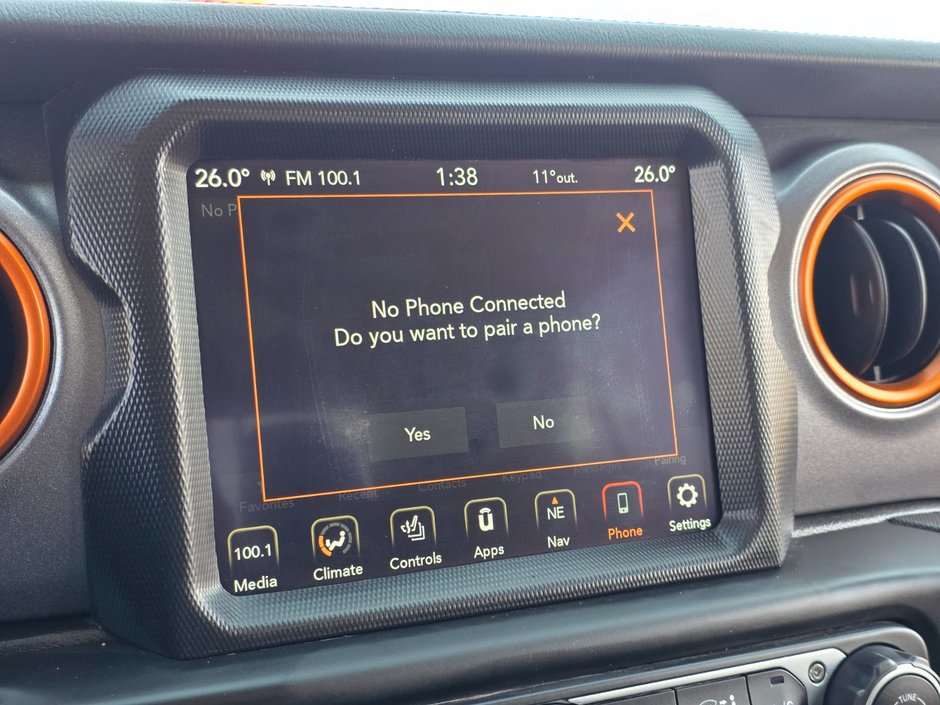 26.0° FM 100.1 1:38 11°out. 26.0°
No P
No Phone Connected
Do you want to pair a phone?
Yes No
Favorites Recent Contacts Keypad Messages Pairing
100.1 NE
Media Climate Controls Apps Nav Phone Settings
TUNE